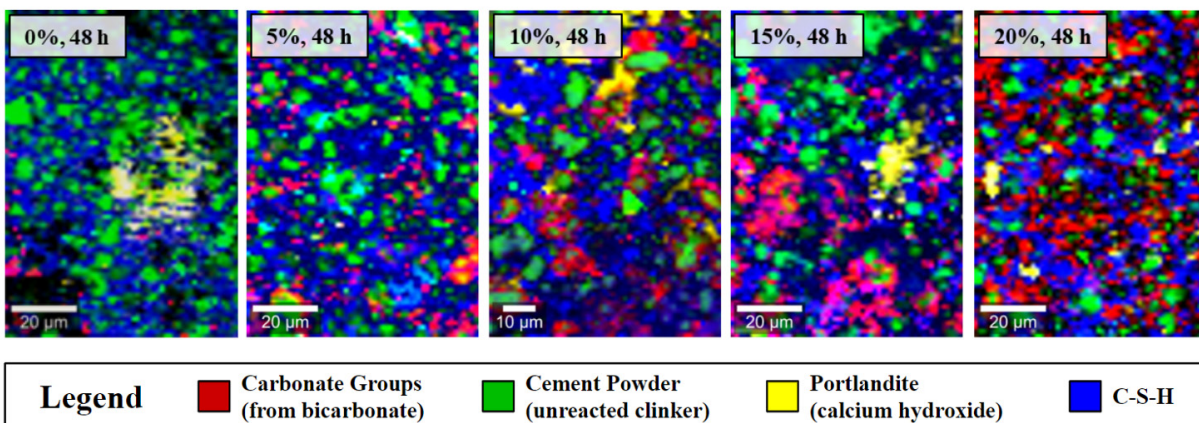 0%, 48 h
5%, 48 h
10%, 48 h
15%, 48 h
20%, 48 h
20 µm
20 µm
10 µm
20 µm
20 µm
Legend
Carbonate Groups
(from bicarbonate)
Cement Powder
(unreacted clinker)
Portlandite
(calcium hydroxide)
C-S-H